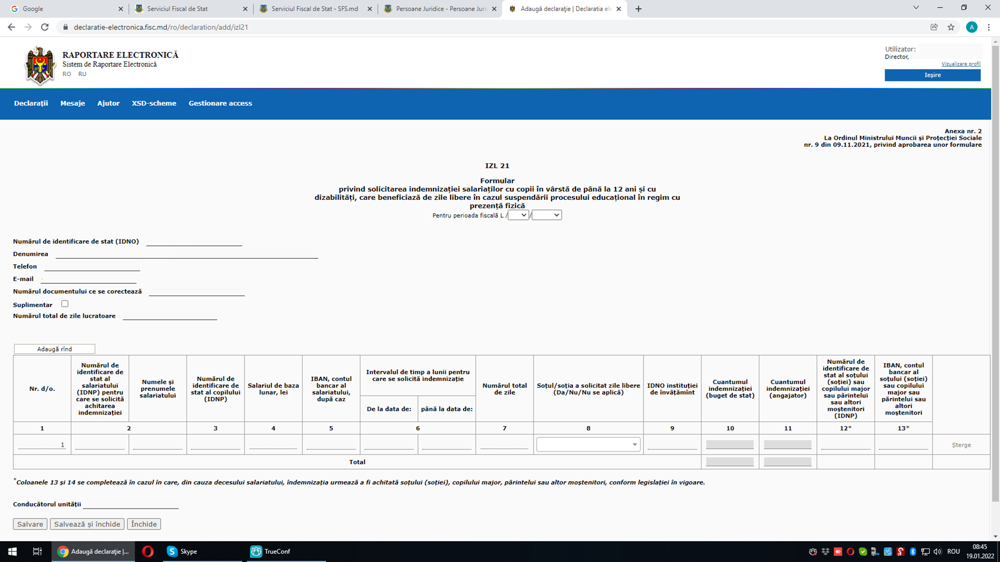 Google
Serviciul Fiscal de Stat
Serviciul Fiscal de Stat - SFS.md
Persoane Juridice - Persoane Juri
Adaugă declarație | Declaratia ele
declaratie-electronica.fisc.md/ro/declaration/add/izl21
A
RAPORTARE ELECTRONICĂ
Sistem de Raportare Electronică
RO RU
Utilizator:
Director,
Vizualizare profil
Ieșire
Declarații Mesaje Ajutor XSD-scheme Gestionare access
Anexa nr. 2
La Ordinul Ministrului Muncii și Protecției Sociale
nr. 9 din 09.11.2021, privind aprobarea unor formulare
IZL 21
Formular
privind solicitarea indemnizației salariaților cu copii în vârstă de până la 12 ani și cu
dizabilități, care beneficiază de zile libere în cazul suspendării procesului educațional în regim cu
prezență fizică
Pentru perioada fiscală L / /
Numărul de identificare de stat (IDNO)
Denumirea
Telefon
E-mail
Numărul documentului ce se corectează
Suplimentar
Numărul total de zile lucratoare
Adaugă rînd
Nr. d/o.
Numărul de
identificare de
stat al
salariatului
(IDNP) pentru
care se solicită
achitarea
indemnizației
Numele și
prenumele
salariatului
Numărul de
identificare de
stat al copilului
(IDNP)
Salariul de baza
lunar, lei
IBAN, contul
bancar al
salariatului,
după caz
Intervalul de timp a lunii pentru
care se solicită indemnizație
De la data de:
până la data de:
Numărul total
de zile
Soțul/soția a solicitat zile libere
(Da/Nu/Nu se aplică)
IDNO instituției
de învățămînt
Cuantumul
indemnizației
(buget de stat)
Cuantumul
indemnizației
(angajator)
Numărul de
identificare de
stat al soțului
(soției) sau
copilului major
sau părintelui
sau altori
moștenitori
(IDNP)
IBAN, contul
bancar al
soțului (soției)
sau copilului
major sau
părintelui sau
altori
moștenitori
1 2 3 4 5 6 7 8 9 10 11 12* 13*
1
Șterge
Total
*Coloanele 13 și 14 se completează în cazul în care, din cauza decesului salariatului, îndemnizația urmează a fi achitată soțului (soției), copilului major, părintelui sau altor moștenitori, conform legislației în vigoare.
Conducătorul unității
Salvare Salvează și închide Închide
Adaugă declarație |...
Skype
TrueConf
ROU
08:45
19.01.2022